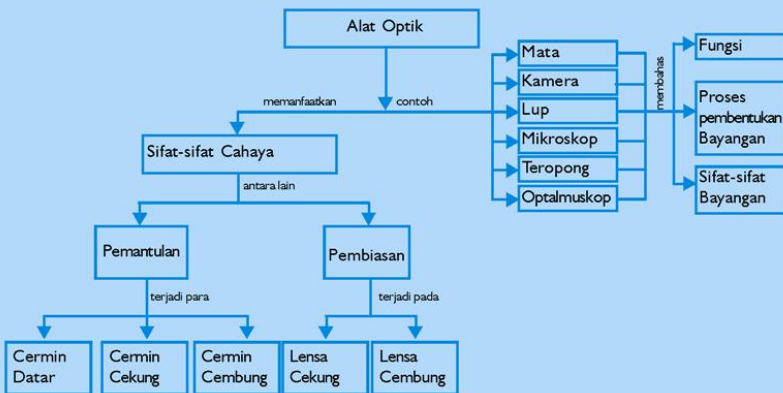 Alat Optik
memanfaatkan
contoh
Sifat-sifat Cahaya
antara lain
Pemantulan
Pembiasan
terjadi para
terjadi pada
Cermin
Datar
Cermin
Cekung
Cermin
Cembung
Lensa
Cekung
Lensa
Cembung
Mata
Kamera
Lup
Mikroskop
Teropong
Optalmuskop
membahas
Fungsi
Proses
pembentukan
Bayangan
Sifat-sifat
Bayangan